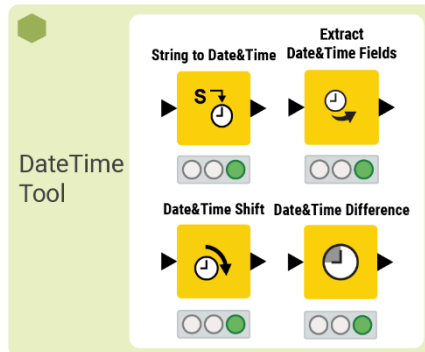 DateTime
Tool
String to Date&Time
Extract
Date&Time Fields
S
Date&Time Shift
Date&Time Difference